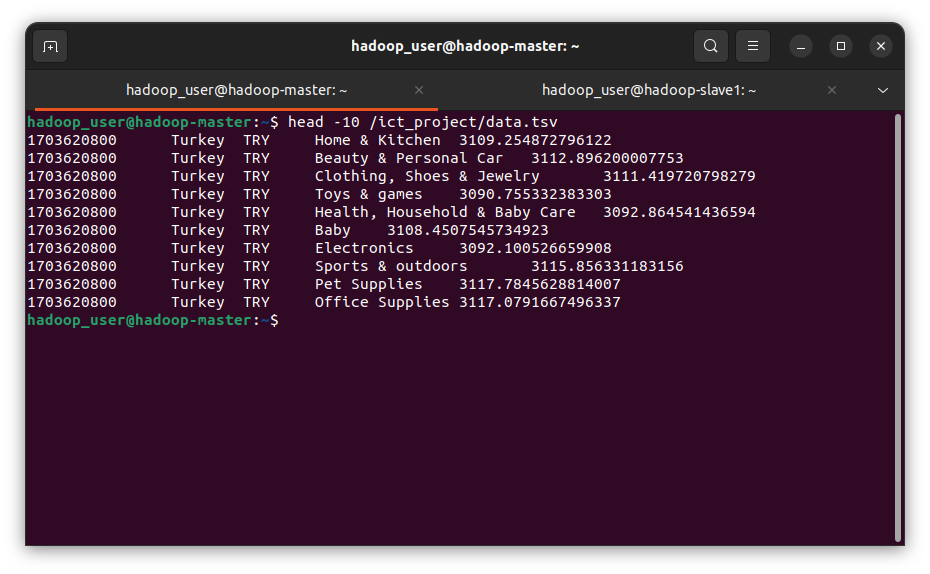 hadoop_user@hadoop-master: ~
hadoop_user@hadoop-master: ~ hadoop_user@hadoop-slave1: ~
hadoop_user@hadoop-master:~$ head -10 /ict_project/data.tsv
1703620800	Turkey	TRY	Home & Kitchen	3109.254872796122
1703620800	Turkey	TRY	Beauty & Personal Car	3112.896200007753
1703620800	Turkey	TRY	Clothing, Shoes & Jewelry	3111.419720798279
1703620800	Turkey	TRY	Toys & games	3090.755332383303
1703620800	Turkey	TRY	Health, Household & Baby Care	3092.864541436594
1703620800	Turkey	TRY	Baby	3108.4507545734923
1703620800	Turkey	TRY	Electronics	3092.100526659908
1703620800	Turkey	TRY	Sports & outdoors	3115.856331183156
1703620800	Turkey	TRY	Pet Supplies	3117.7845628814007
1703620800	Turkey	TRY	Office Supplies	3117.0791667496337
hadoop_user@hadoop-master:~$